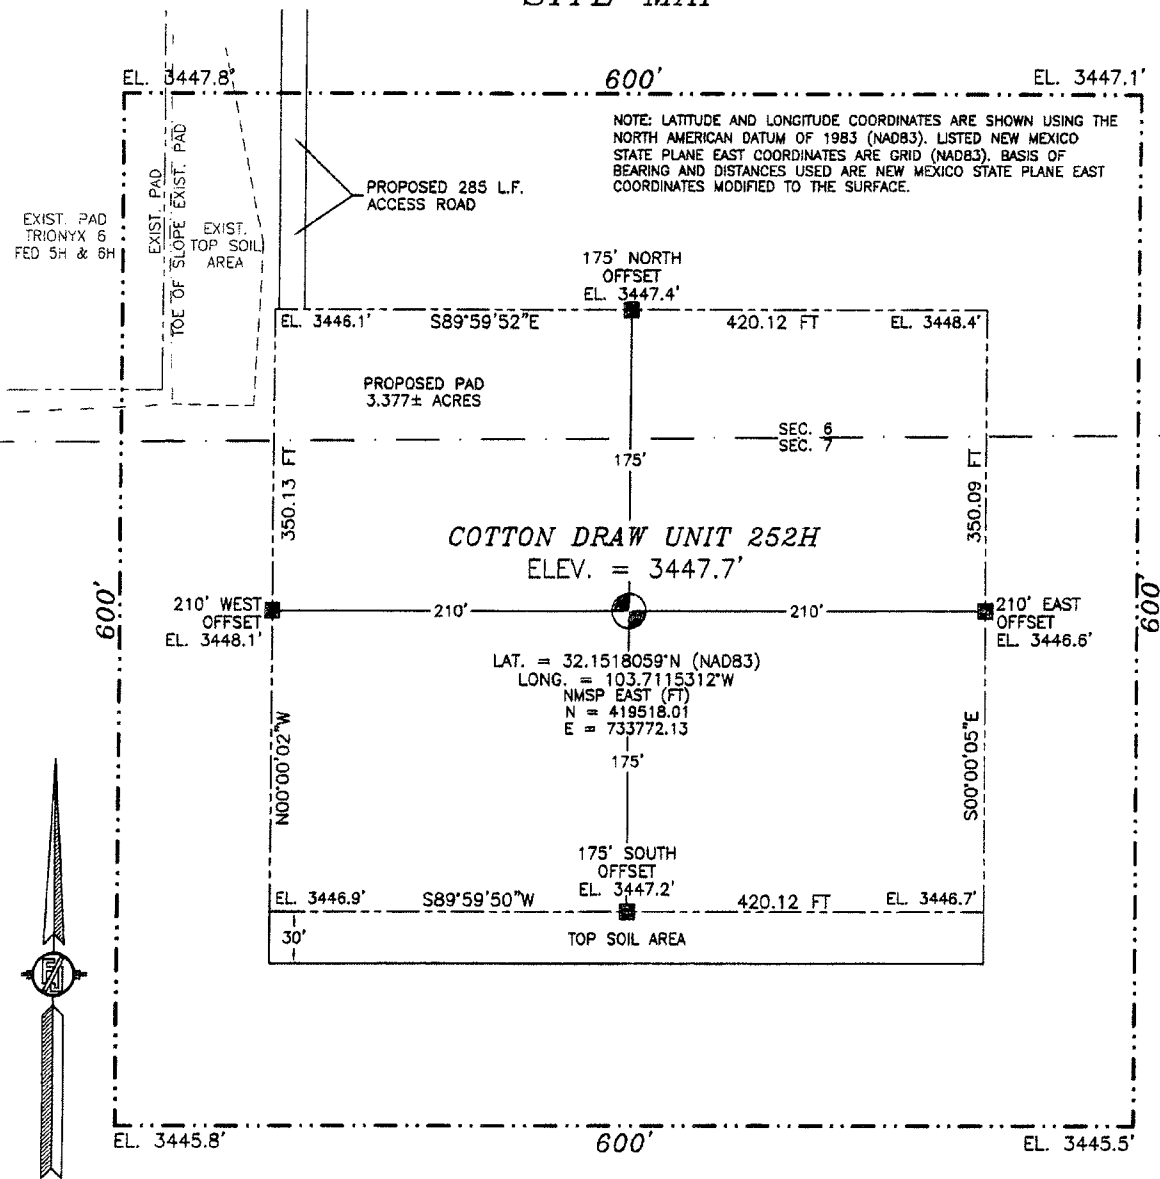 SITE MAP
EL. 3447.8'
600'
EL. 3447.1'
NOTE: LATITUDE AND LONGITUDE COORDINATES ARE SHOWN USING THE
NORTH AMERICAN DATUM OF 1983 (NAD83). LISTED NEW MEXICO
STATE PLANE EAST COORDINATES ARE GRID (NAD83). BASIS OF
BEARING AND DISTANCES USED ARE NEW MEXICO STATE PLANE EAST
COORDINATES MODIFIED TO THE SURFACE.
PROPOSED 285 L.F.
ACCESS ROAD
EXIST. PAD
TRIONYX 6
FED 5H & 6H
EXIST. PAD
TOE OF SLOPE EXIST. PAD
EXIST.
TOP SOIL
AREA
175' NORTH
OFFSET
EL. 3447.4'
EL. 3446.1'
S89°59'52"E
420.12 FT
EL. 3448.4'
PROPOSED PAD
3.377± ACRES
SEC. 6
SEC. 7
175'
350.13 FT
350.09 FT
COTTON DRAW UNIT 252H
ELEV. = 3447.7'
600'
210' WEST
OFFSET
EL. 3448.1'
210'
210'
210' EAST
OFFSET
EL. 3446.6'
600'
LAT. = 32.1518059°N (NAD83)
LONG. = 103.7115312°W
NMSP EAST (FT)
N = 419518.01
E = 733772.13
175'
N00°00'02"W
S00°00'05"E
175' SOUTH
OFFSET
EL. 3447.2'
EL. 3446.9'
S89°59'50"W
420.12 FT
EL. 3446.7'
30'
TOP SOIL AREA
EL. 3445.8'
600'
EL. 3445.5'